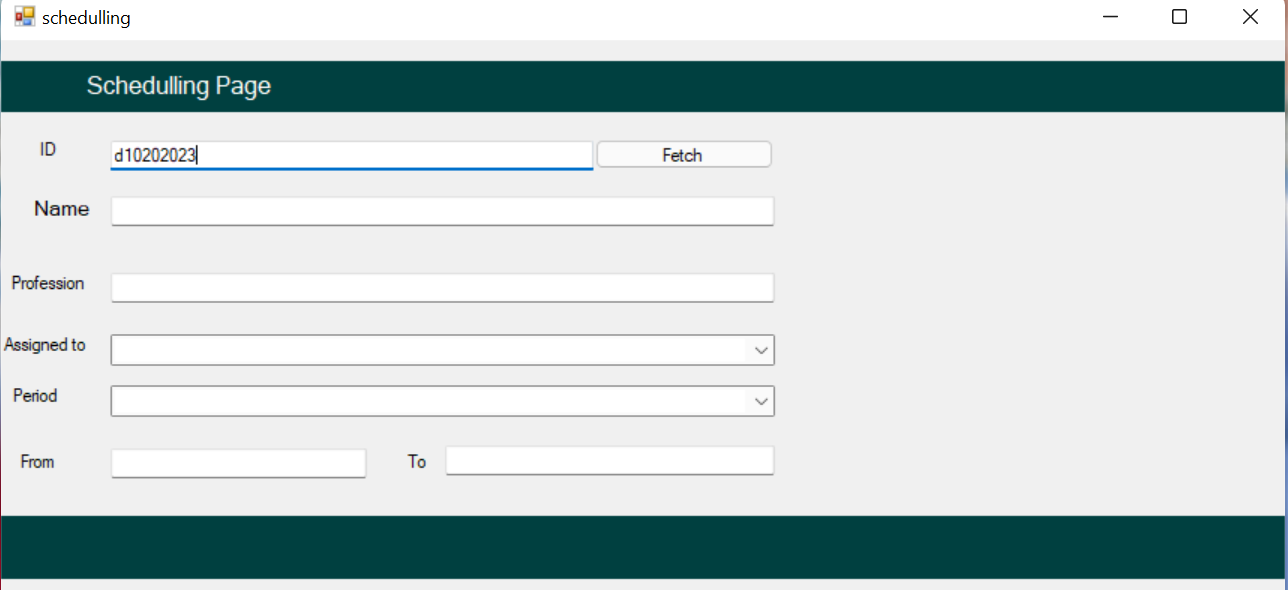 schedulling
Schedulling Page
ID d10202023 Fetch
Name
Profession
Assigned to
Period
From To